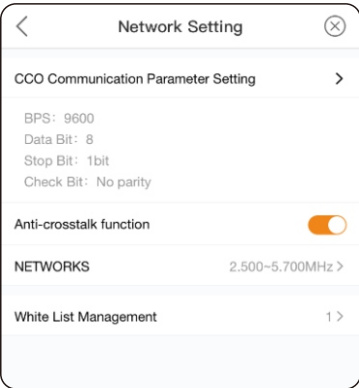 Network Setting
CCO Communication Parameter Setting
BPS: 9600
Data Bit: 8
Stop Bit: 1bit
Check Bit: No parity
Anti-crosstalk function
NETWORKS 2.500~5.700MHz
White List Management 1